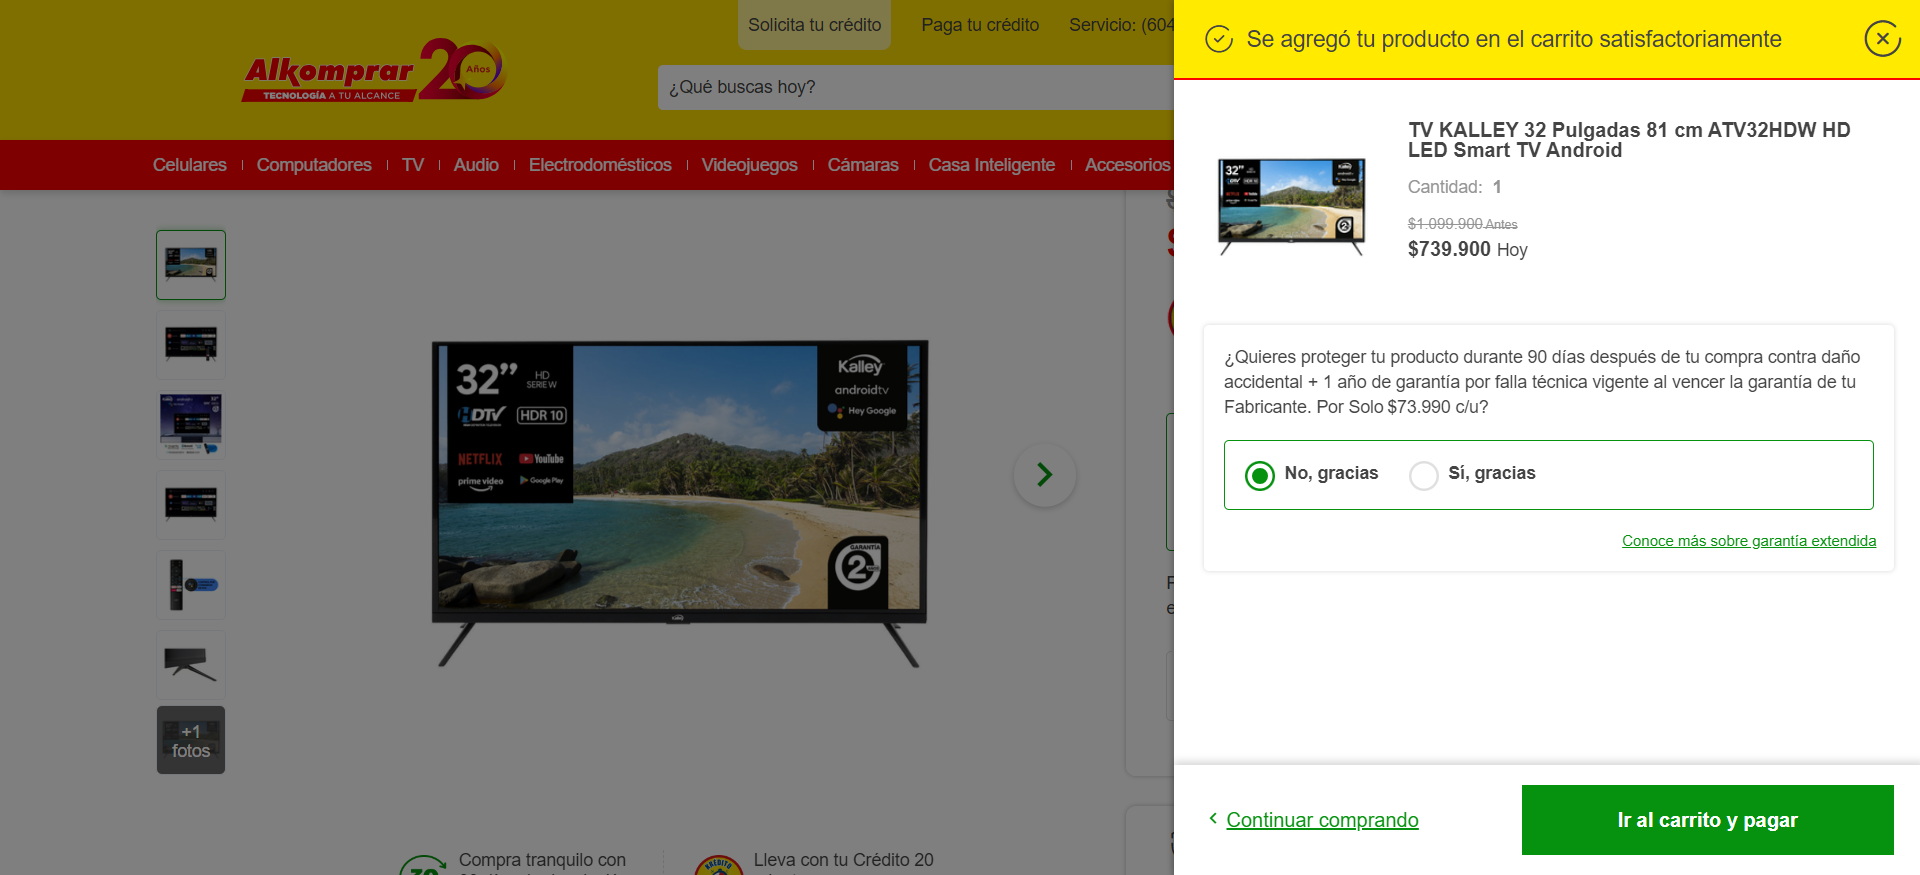 Solicita tu crédito
Paga tu crédito
Servicio: (604
Alkomprar 20 Años
TECNOLOGÍA A TU ALCANCE
¿Qué buscas hoy?
Celulares
Computadores
TV
Audio
Electrodomésticos
Videojuegos
Cámaras
Casa Inteligente
Accesorios
+1
fotos
32”
HD
SERIE W
HDTV
HDR 10
NETFLIX
YouTube
prime video
Google Play
Kalley
androidtv
Hey Google
GARANTÍA
2
Kalley
Compra tranquilo con
Lleva con tu Crédito 20
Se agregó tu producto en el carrito satisfactoriamente
32”
Kalley
TV KALLEY 32 Pulgadas 81 cm ATV32HDW HD
LED Smart TV Android
Cantidad: 1
$1.099.900 Antes
$739.900 Hoy
¿Quieres proteger tu producto durante 90 días después de tu compra contra daño
accidental + 1 año de garantía por falla técnica vigente al vencer la garantía de tu
Fabricante. Por Solo $73.990 c/u?
No, gracias
Sí, gracias
Conoce más sobre garantía extendida
Continuar comprando
Ir al carrito y pagar